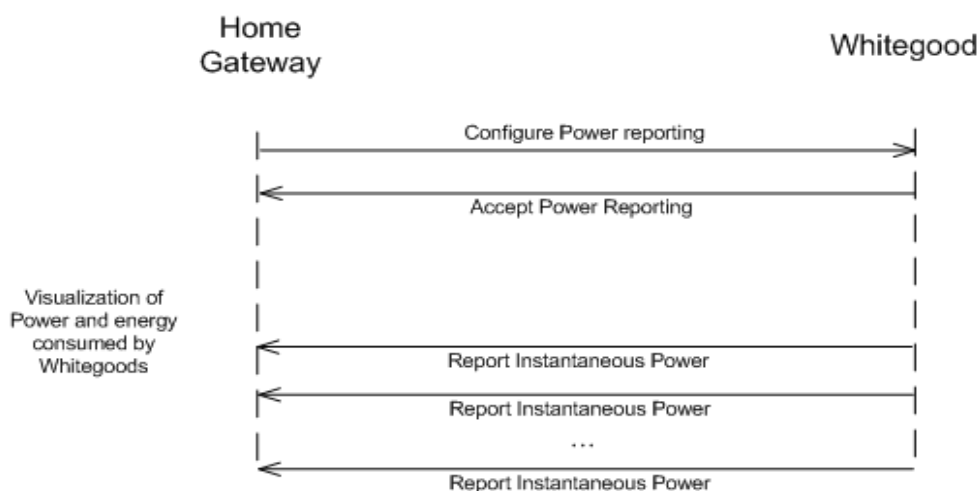 Home
Gateway
Whitegood
Configure Power reporting
Accept Power Reporting
Visualization of
Power and energy
consumed by
Whitegoods
Report Instantaneous Power
Report Instantaneous Power
...
Report Instantaneous Power